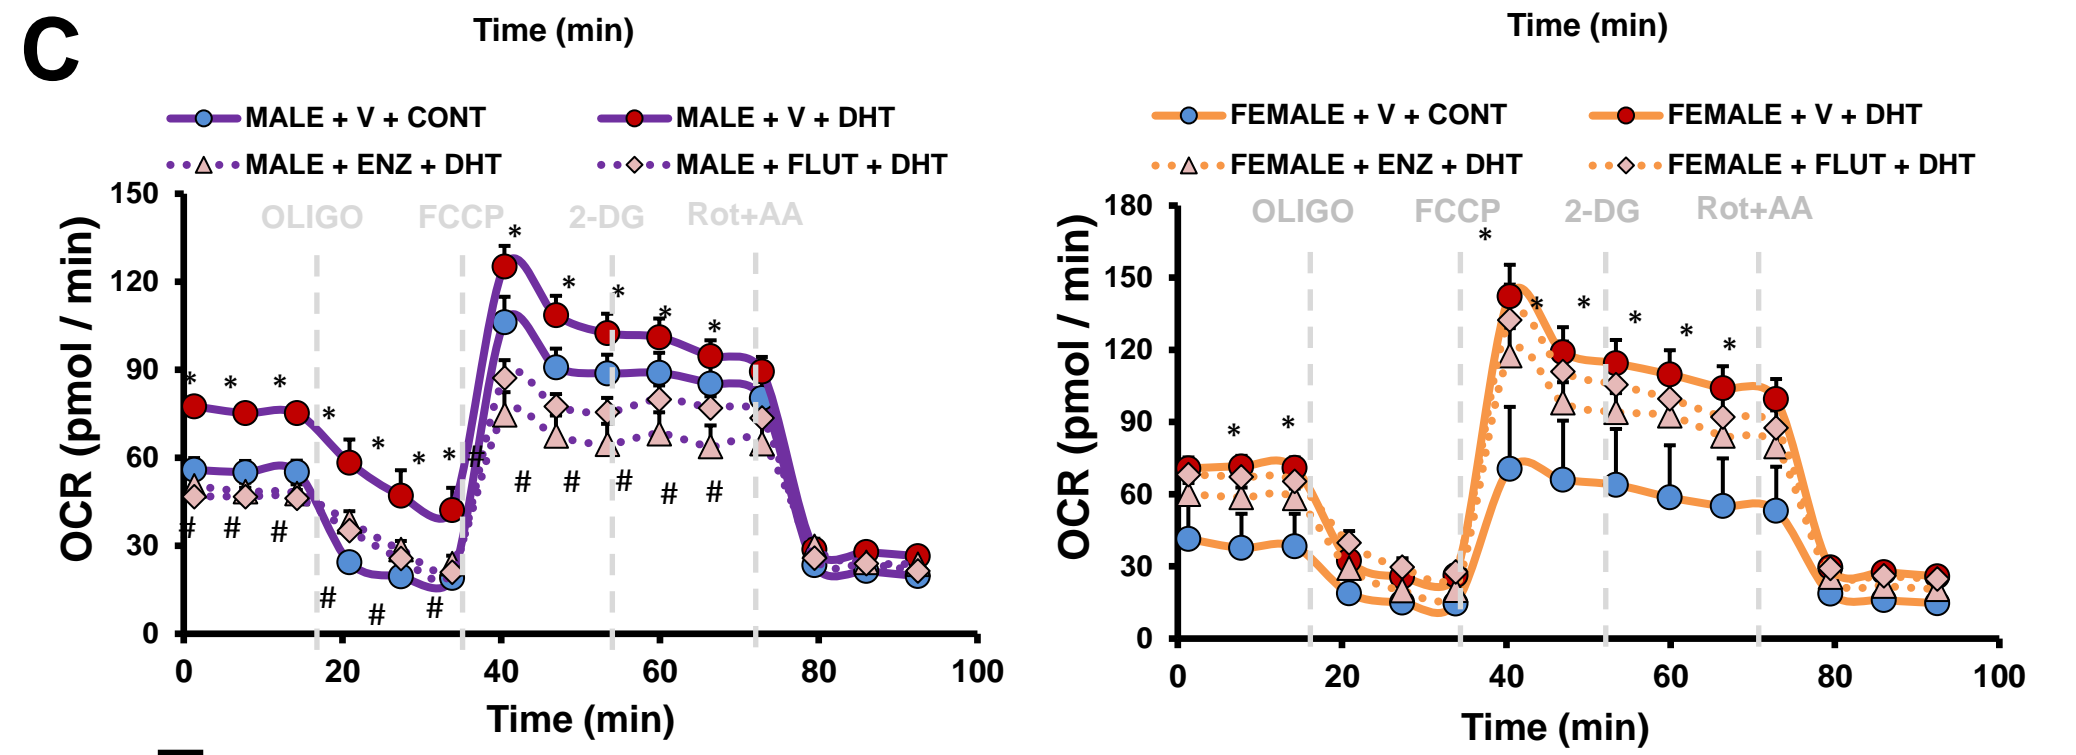 C
Time (min)
Time (min)
MALE + V + CONT
MALE + V + DHT
MALE + ENZ + DHT
MALE + FLUT + DHT
OCR (pmol / min)
150
120
90
60
30
0
OLIGO
FCCP
2-DG
Rot+AA
* * * * * * * * * * * *
# # # # # # # # # # # #
0 20 40 60 80 100
Time (min)
FEMALE + V + CONT
FEMALE + V + DHT
FEMALE + ENZ + DHT
FEMALE + FLUT + DHT
OCR (pmol / min)
180
150
120
90
60
30
0
OLIGO
FCCP
2-DG
Rot+AA
* * * * * * * *
0 20 40 60 80 100
Time (min)